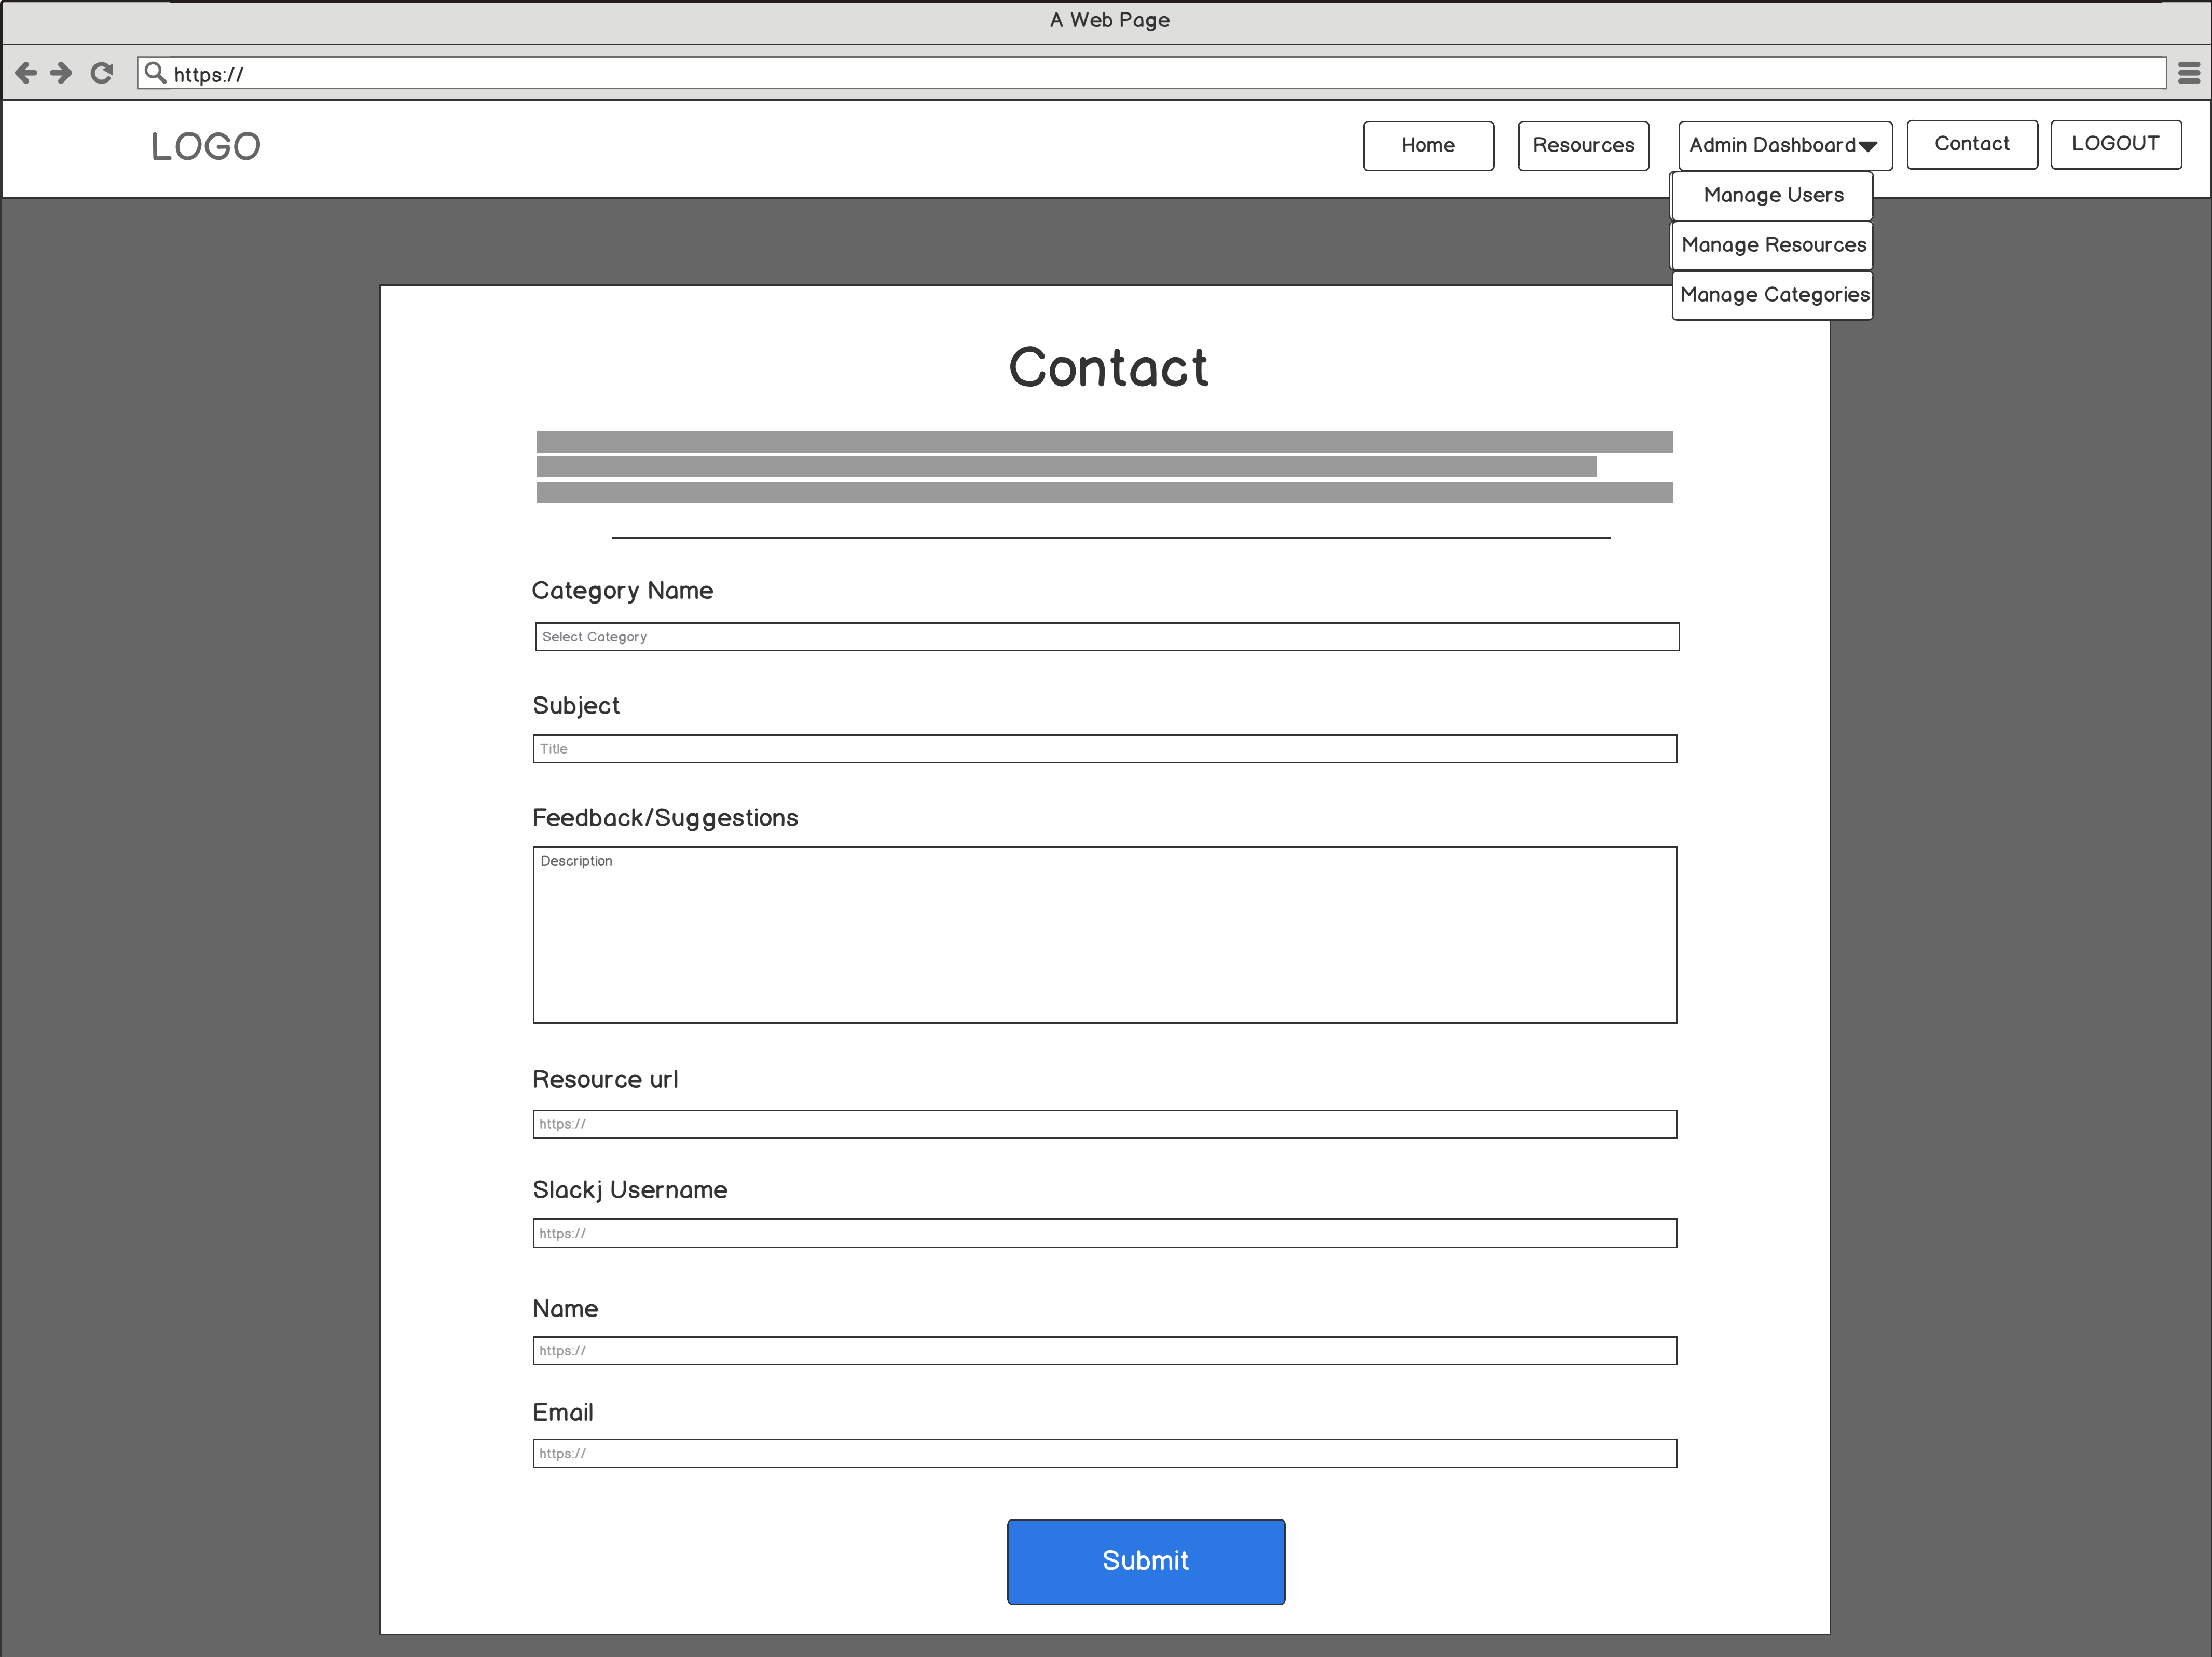 A Web Page
https://
LOGO
Home
Resources
Admin Dashboard
Contact
LOGOUT
Manage Users
Manage Resources
Manage Categories
Contact
Category Name
Select Category
Subject
Title
Feedback/Suggestions
Description
Resource url
https://
Slackj Username
https://
Name
https://
Email
https://
Submit